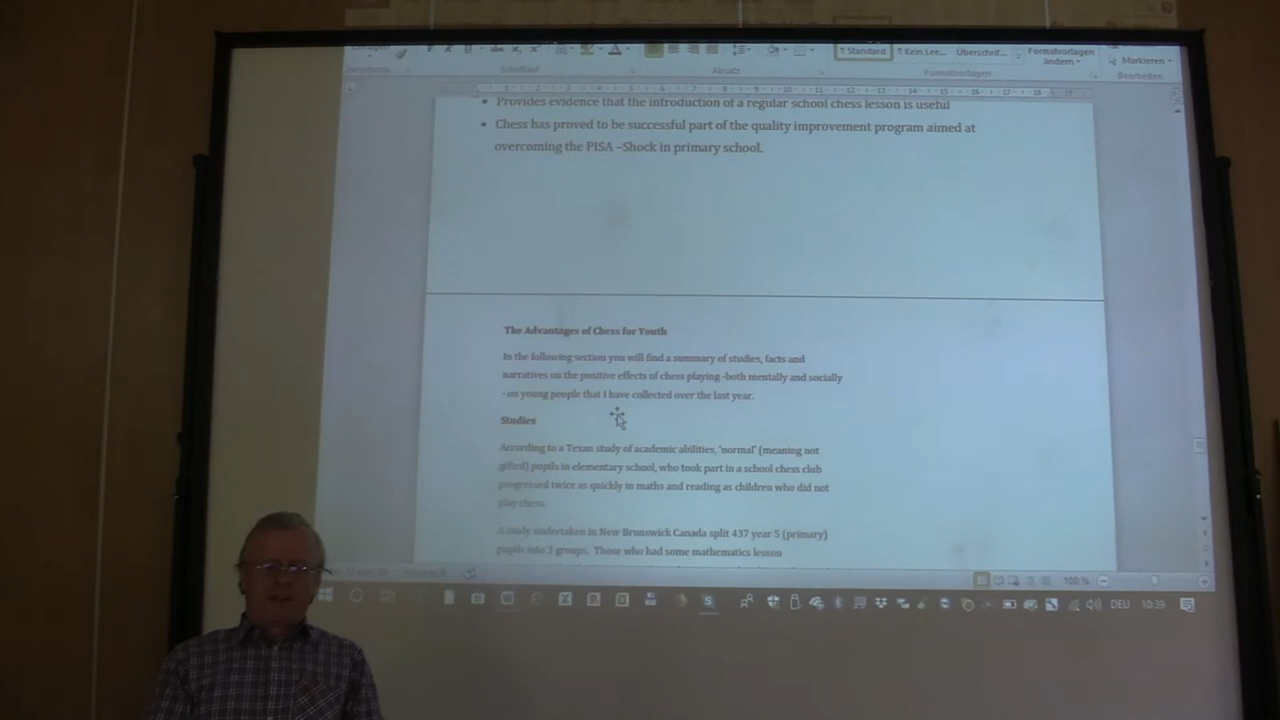 Standard
Kein Lee...
Überschrif...
Formatvorlagen
ändern
Markieren
Schriftart
Absatz
Formatvorlagen
Bearbeiten
• Provides evidence that the introduction of a regular school chess lesson is useful
• Chess has proved to be successful part of the quality improvement program aimed at
overcoming the PISA –Shock in primary school.
The Advantages of Chess for Youth
In the following section you will find a summary of studies, facts and
narratives on the positive effects of chess playing -both mentally and socially
- on young people that I have collected over the last year.
Studies
According to a Texan study of academic abilities, 'normal' (meaning not
gifted) pupils in elementary school, who took part in a school chess club
progressed twice as quickly in maths and reading as children who did not
play chess.
A study undertaken in New Brunswick Canada split 437 year 5 (primary)
pupils into 3 groups. Those who had some mathematics lesson
100%
DEU 10:39